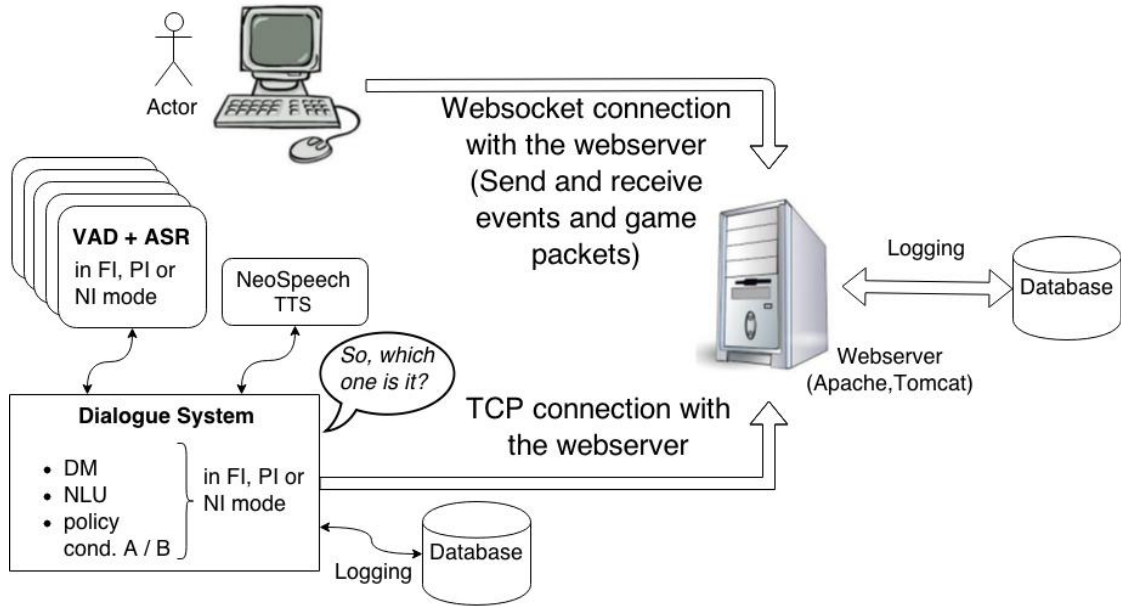 Actor
Websocket connection
with the webserver
(Send and receive
events and game
packets)
VAD + ASR
in FI, PI or
NI mode
NeoSpeech
TTS
Logging
Database
Webserver
(Apache,Tomcat)
So, which
one is it?
Dialogue System
• DM
• NLU
• policy
cond. A / B
in FI, PI or
NI mode
TCP connection with
the webserver
Logging
Database